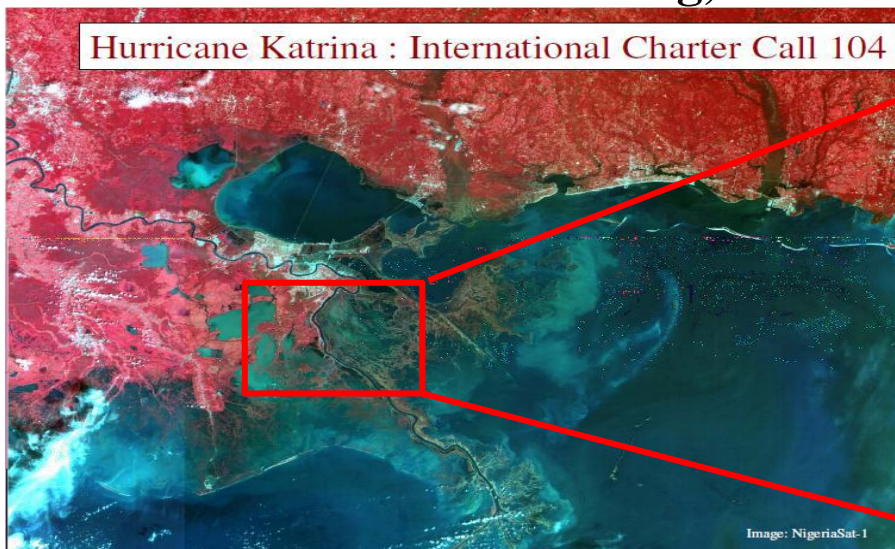 Hurricane Katrina : International Charter Call 104
Image: NigeriaSat-1